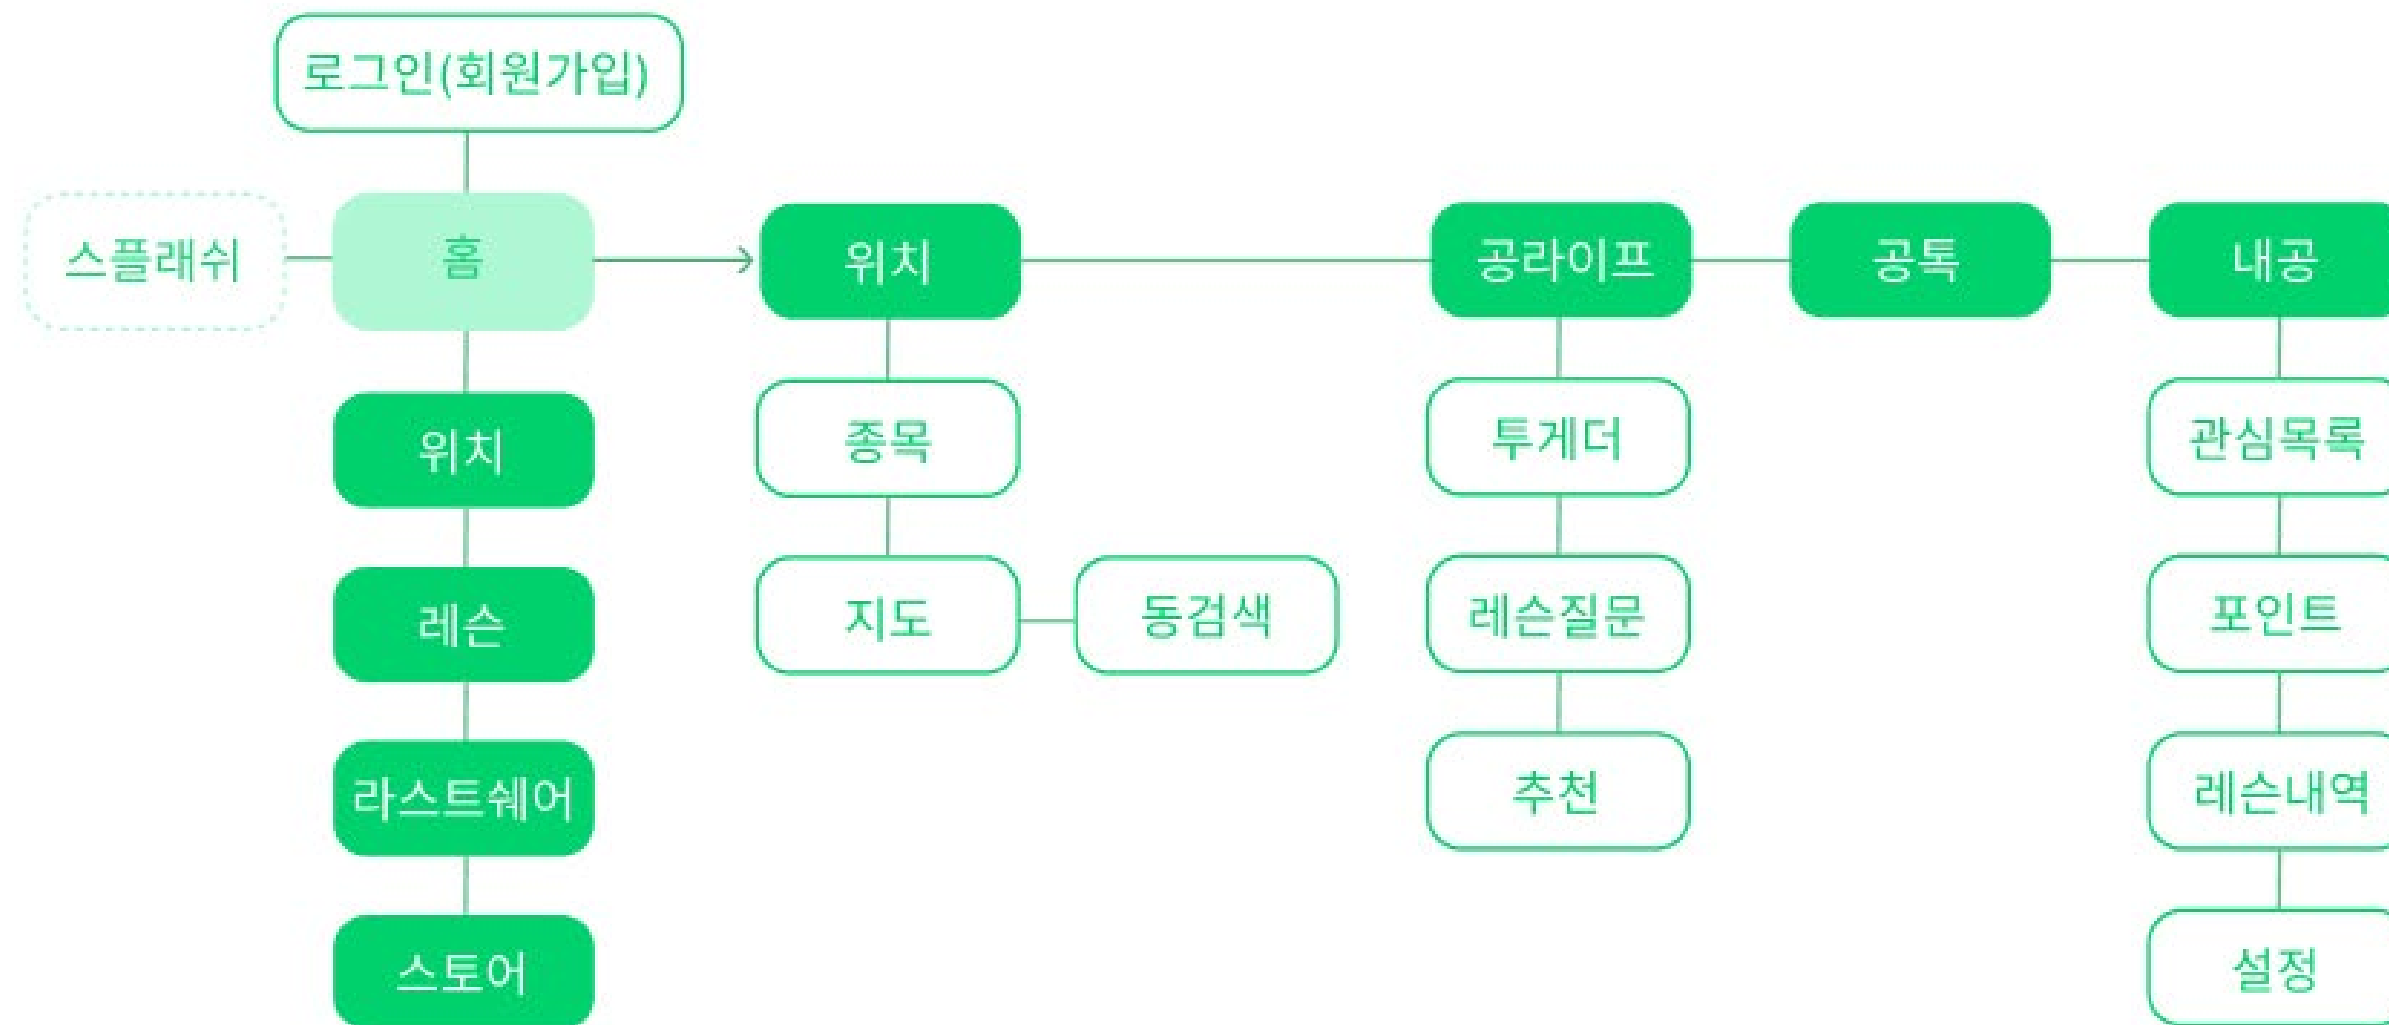 로그인(회원가입)
스플래쉬
홈
위치
공라이프
공톡
내공
위치
종목
투게더
관심목록
레슨
지도
동검색
레슨질문
포인트
라스트쉐어
추천
레슨내역
스토어
설정